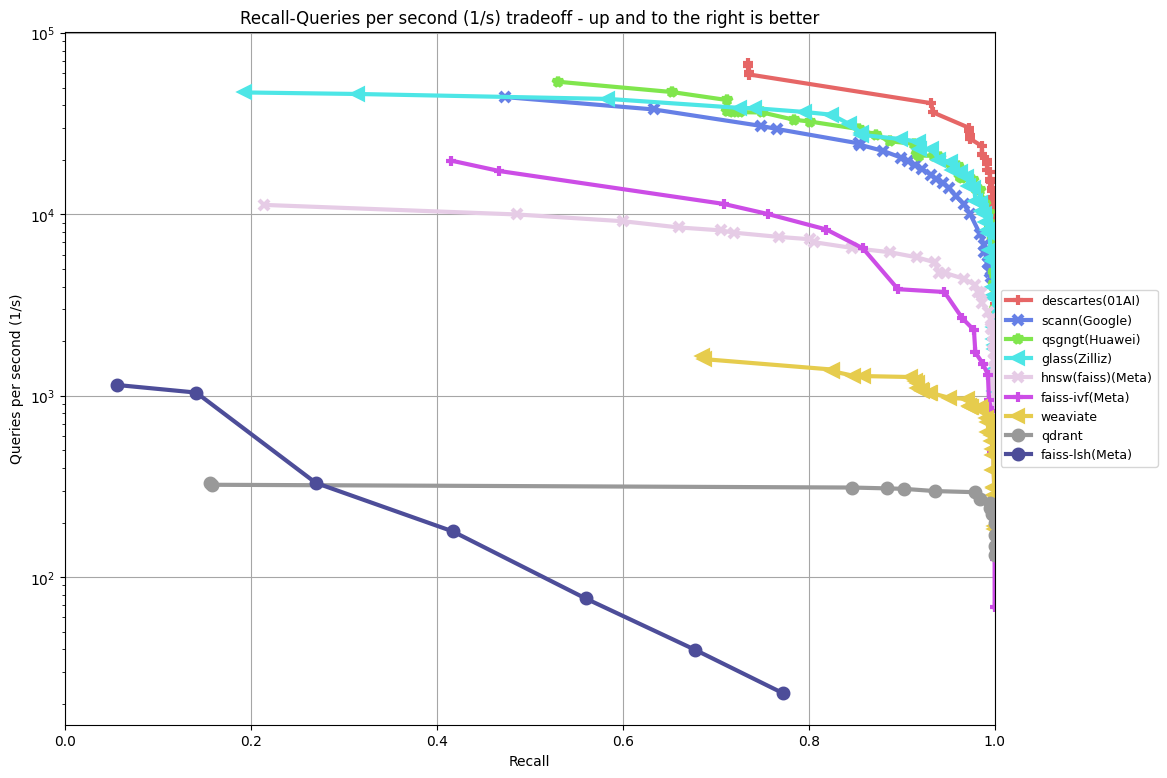 Recall-Queries per second (1/s) tradeoff - up and to the right is better
Queries per second (1/s)
10^5
10^4
10^3
10^2
0.0 0.2 0.4 0.6 0.8 1.0
Recall
descartes(01AI)
scann(Google)
qsgngt(Huawei)
glass(Zilliz)
hnsw(faiss)(Meta)
faiss-ivf(Meta)
weaviate
qdrant
faiss-lsh(Meta)